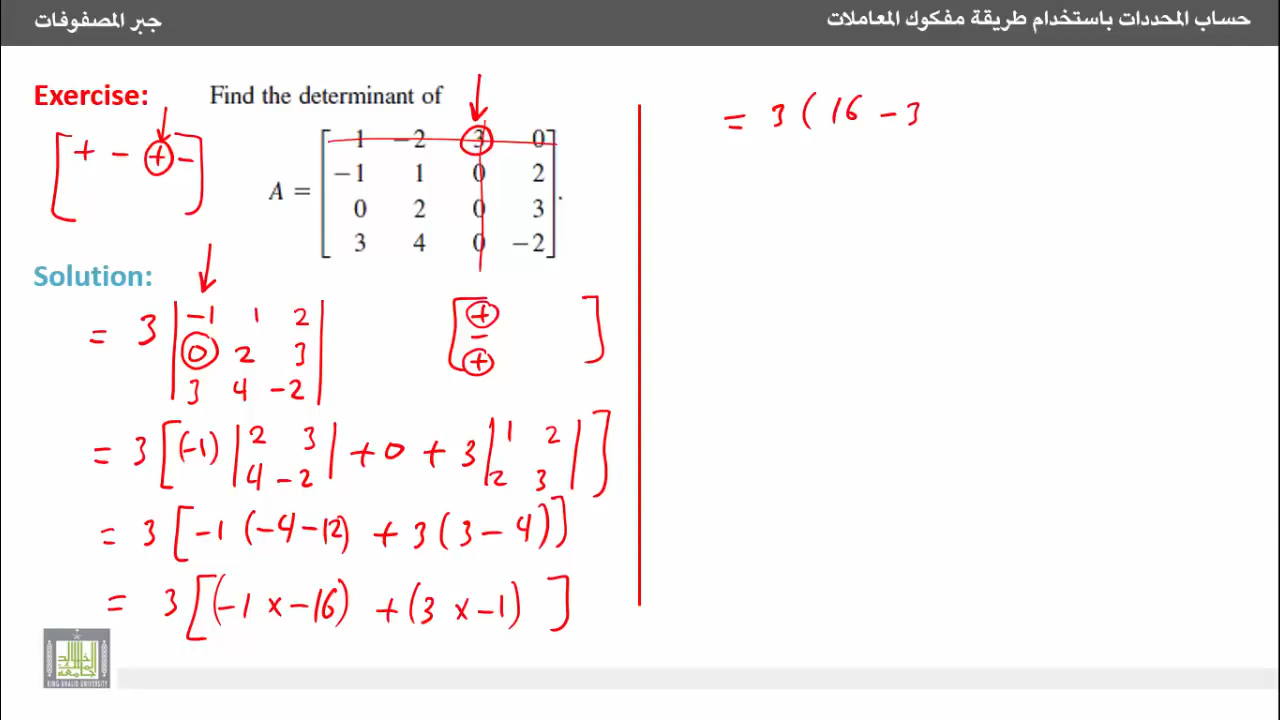 حساب المحددات باستخدام طريقة مفكوك المعاملات
جبر المصفوفات
Exercise: Find the determinant of
[ + − + − ]
A = [ 1 −2 3 0
−1 1 0 2
0 2 0 3
3 4 0 −2 ].
Solution:
= 3 | −1 1 2
0 2 3
3 4 −2 |
[ +
−
+ ]
= 3 [ (−1) | 2 3
4 −2 | + 0 + 3 | 1 2
2 3 | ]
= 3 [ −1 (−4 − 12) + 3 (3 − 4) ]
= 3 [ (−1 × −16) + (3 × −1) ]
= 3 ( 16 − 3
KING KHALID UNIVERSITY